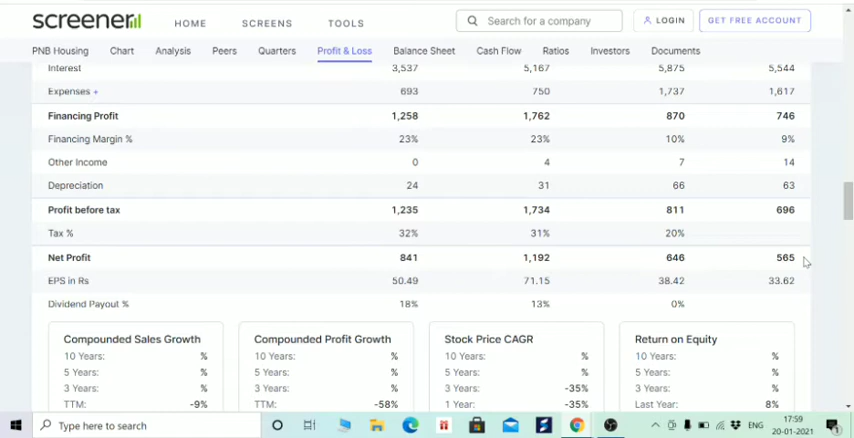 screener
HOME SCREENS TOOLS Search for a company LOGIN GET FREE ACCOUNT
PNB Housing Chart Analysis Peers Quarters Profit & Loss Balance Sheet Cash Flow Ratios Investors Documents
Interest 3,537 5,167 5,875 5,544
Expenses + 693 750 1,737 1,617
Financing Profit 1,258 1,762 870 746
Financing Margin % 23% 23% 10% 9%
Other Income 0 4 7 14
Depreciation 24 31 66 63
Profit before tax 1,235 1,734 811 696
Tax % 32% 31% 20%
Net Profit 841 1,192 646 565
EPS in Rs 50.49 71.15 38.42 33.62
Dividend Payout % 18% 13% 0%
Compounded Sales Growth Compounded Profit Growth Stock Price CAGR Return on Equity
10 Years: % 10 Years: % 10 Years: % 10 Years: %
5 Years: % 5 Years: % 5 Years: % 5 Years: %
3 Years: % 3 Years: % 3 Years: -35% 3 Years: %
TTM: -9% TTM: -58% 1 Year: -35% Last Year: 8%
Type here to search ENG 17:59
20-01-2021